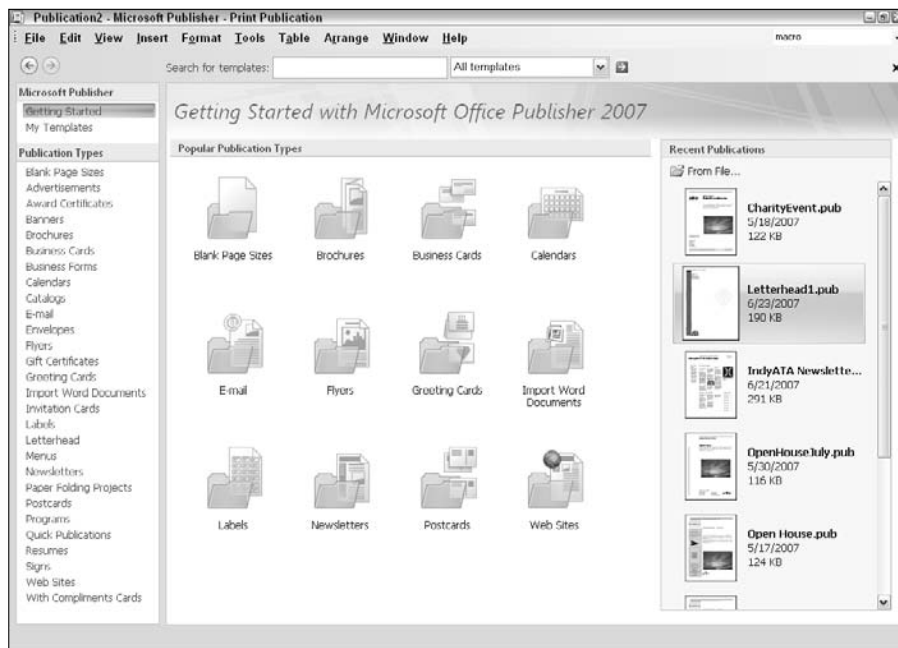 Publication2 - Microsoft Publisher - Print Publication
File Edit View Insert Format Tools Table Arrange Window Help
macro
Search for templates:
All templates
Microsoft Publisher
Getting Started
My Templates
Publication Types
Blank Page Sizes
Advertisements
Award Certificates
Banners
Brochures
Business Cards
Business Forms
Calendars
Catalogs
E-mail
Envelopes
Flyers
Gift Certificates
Greeting Cards
Import Word Documents
Invitation Cards
Labels
Letterhead
Menus
Newsletters
Paper Folding Projects
Postcards
Programs
Quick Publications
Resumes
Signs
Web Sites
With Compliments Cards
Getting Started with Microsoft Office Publisher 2007
Popular Publication Types
Blank Page Sizes
Brochures
Business Cards
Calendars
E-mail
Flyers
Greeting Cards
Import Word
Documents
Labels
Newsletters
Postcards
Web Sites
Recent Publications
From File...
CharityEvent.pub
5/18/2007
122 KB
Letterhead1.pub
6/23/2007
190 KB
IndyATA Newslette...
6/21/2007
291 KB
OpenHouseJuly.pub
5/30/2007
116 KB
Open House.pub
5/17/2007
124 KB